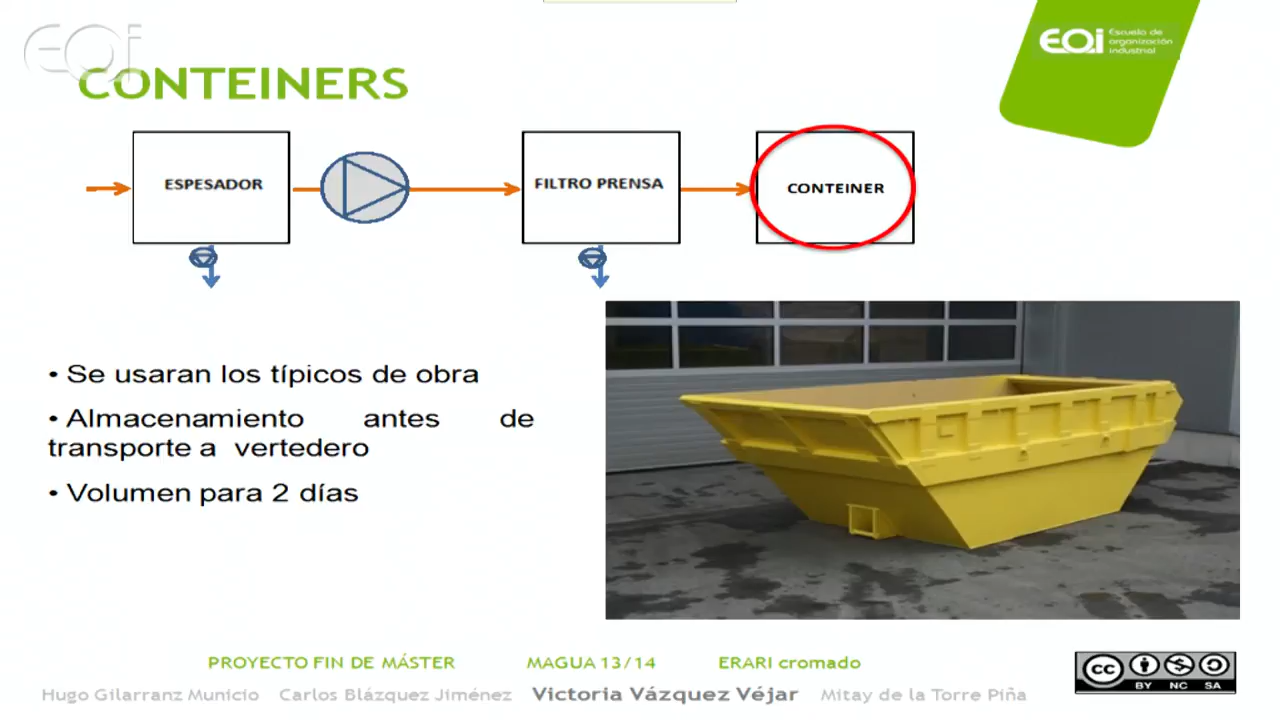 EOi
EOi Escuela de
organización
industrial
CONTEINERS
ESPESADOR
FILTRO PRENSA
CONTEINER
• Se usaran los típicos de obra
• Almacenamiento antes de
transporte a vertedero
• Volumen para 2 días
PROYECTO FIN DE MÁSTER MAGUA 13/14 ERARI cromado
Hugo Gilarranz Municio Carlos Blázquez Jiménez Victoria Vázquez Véjar Mitay de la Torre Piña
cc
BY NC SA